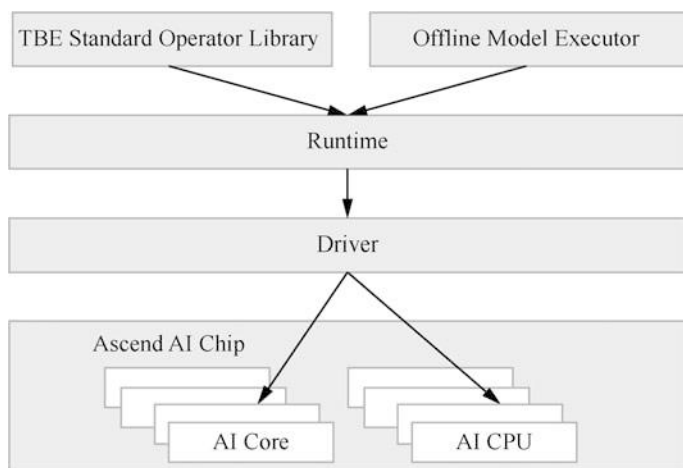 TBE Standard Operator Library
Offline Model Executor
Runtime
Driver
Ascend AI Chip
AI Core
AI CPU